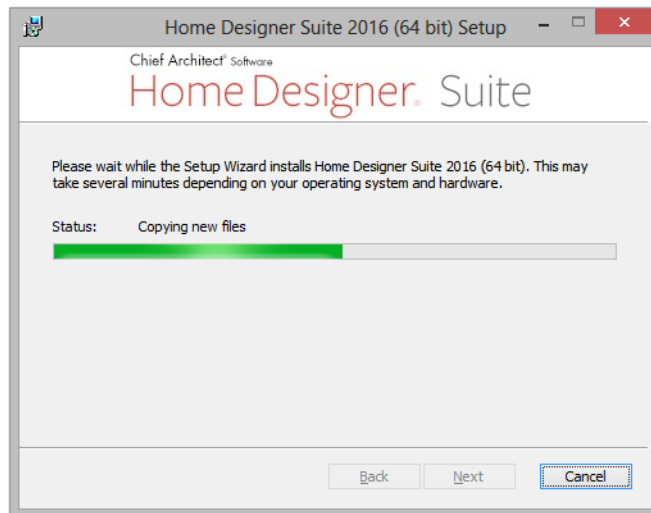 Home Designer Suite 2016 (64 bit) Setup
Chief Architect® Software
Home Designer® Suite
Please wait while the Setup Wizard installs Home Designer Suite 2016 (64 bit). This may
take several minutes depending on your operating system and hardware.
Status: Copying new files
Back Next Cancel